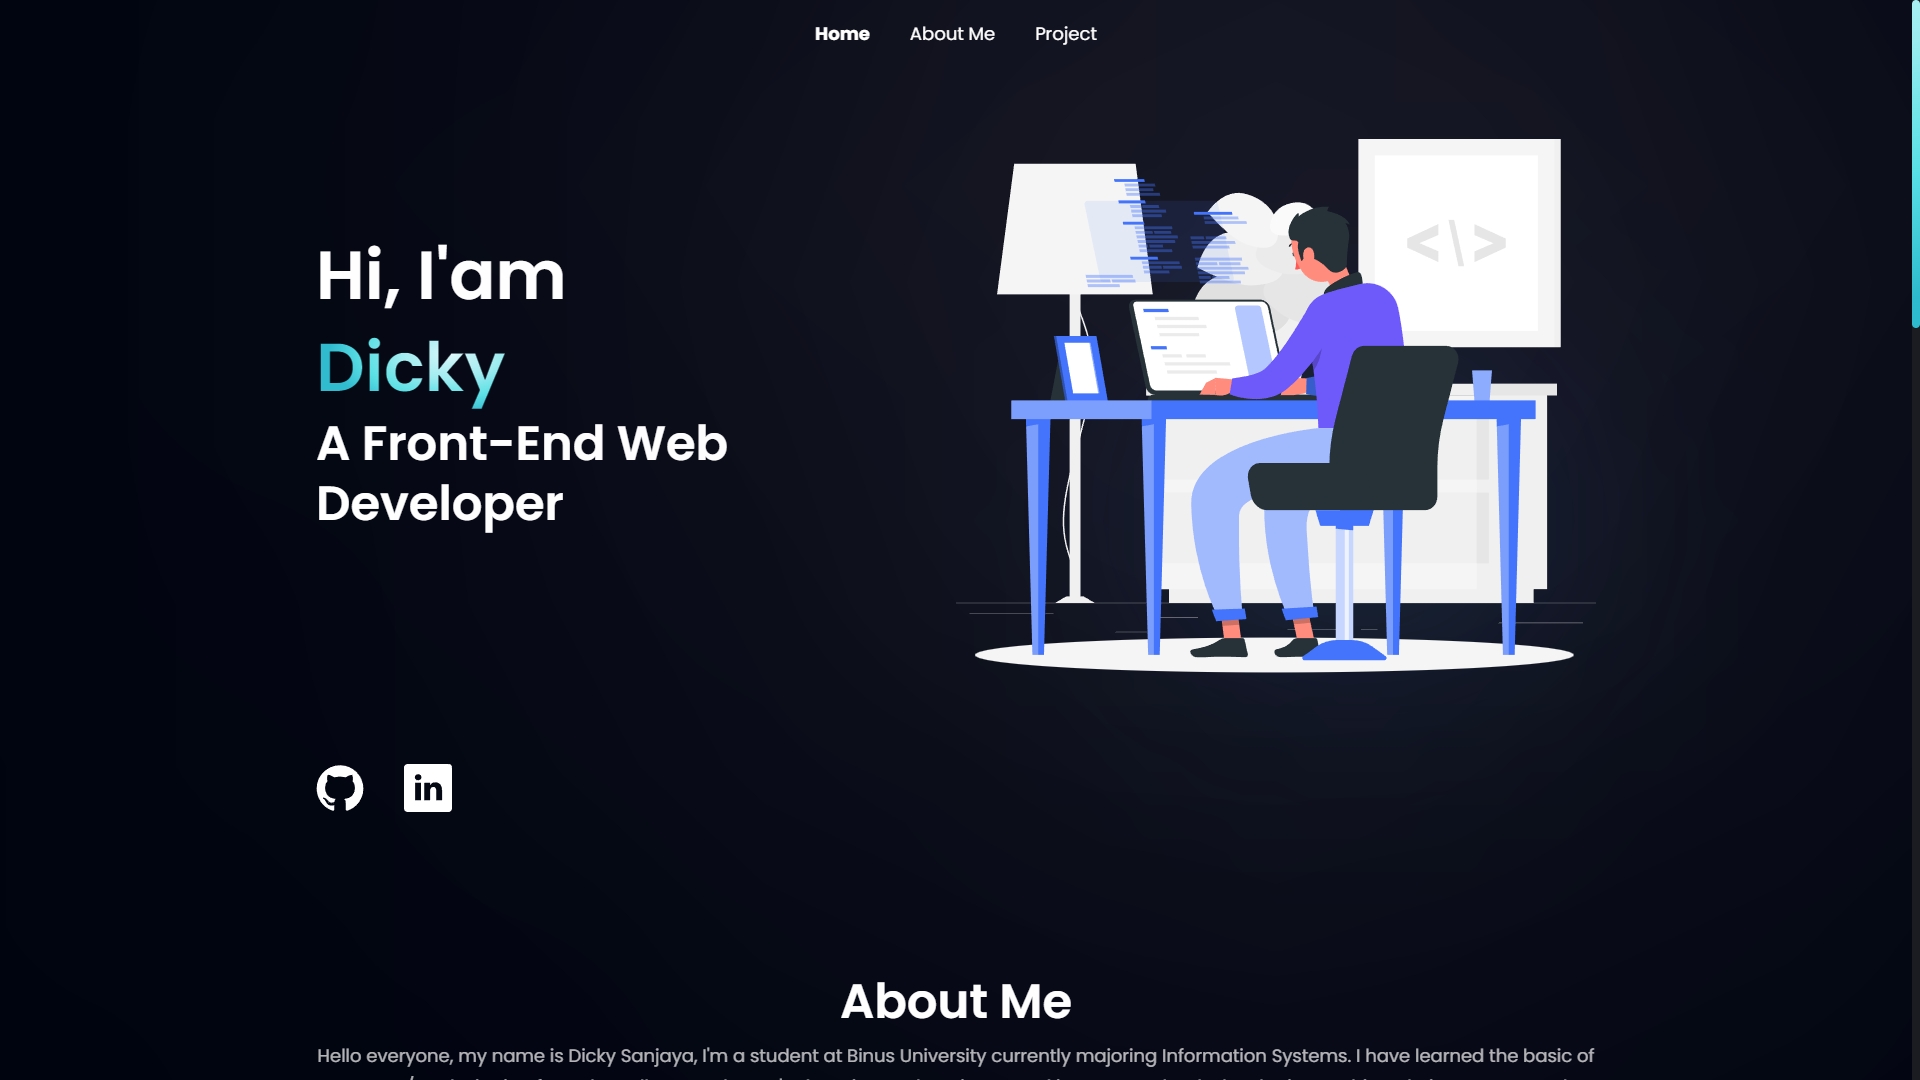 Home About Me Project
</\>
Hi, I'am
Dicky
A Front-End Web
Developer
in
About Me
Hello everyone, my name is Dicky Sanjaya, I'm a student at Binus University currently majoring Information Systems. I have learned the basic of